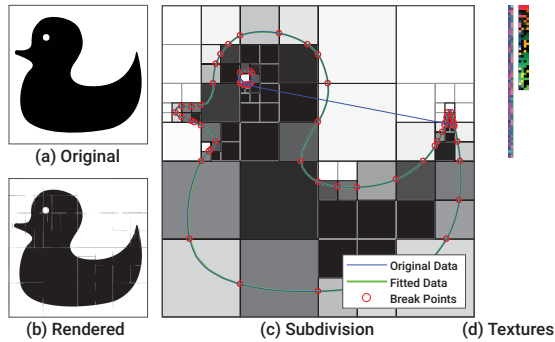 (a) Original
(b) Rendered
Original Data
Fitted Data
Break Points
(c) Subdivision
(d) Textures